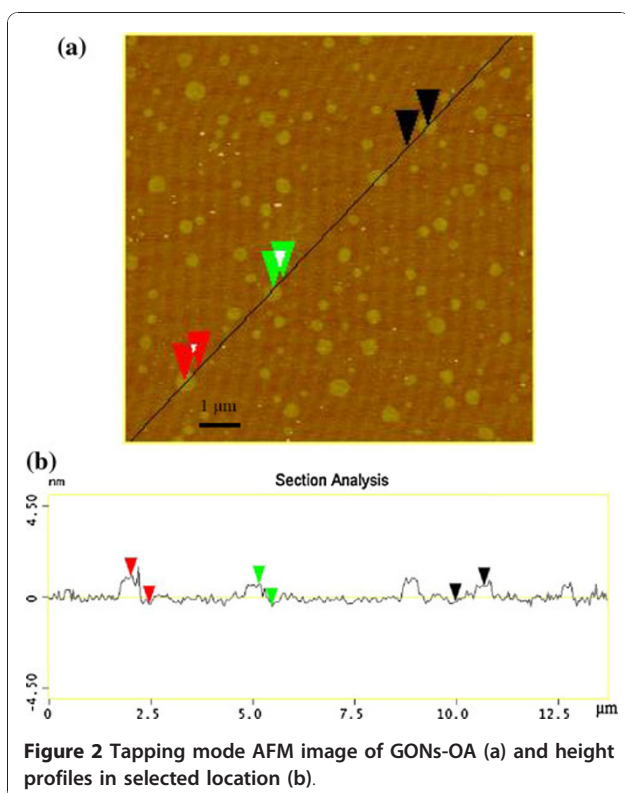 (a)
1 μm
(b)
nm
Section Analysis
4.50
0
-4.50
0 2.5 5.0 7.5 10.0 12.5 μm
Figure 2 Tapping mode AFM image of GONs-OA (a) and height
profiles in selected location (b).